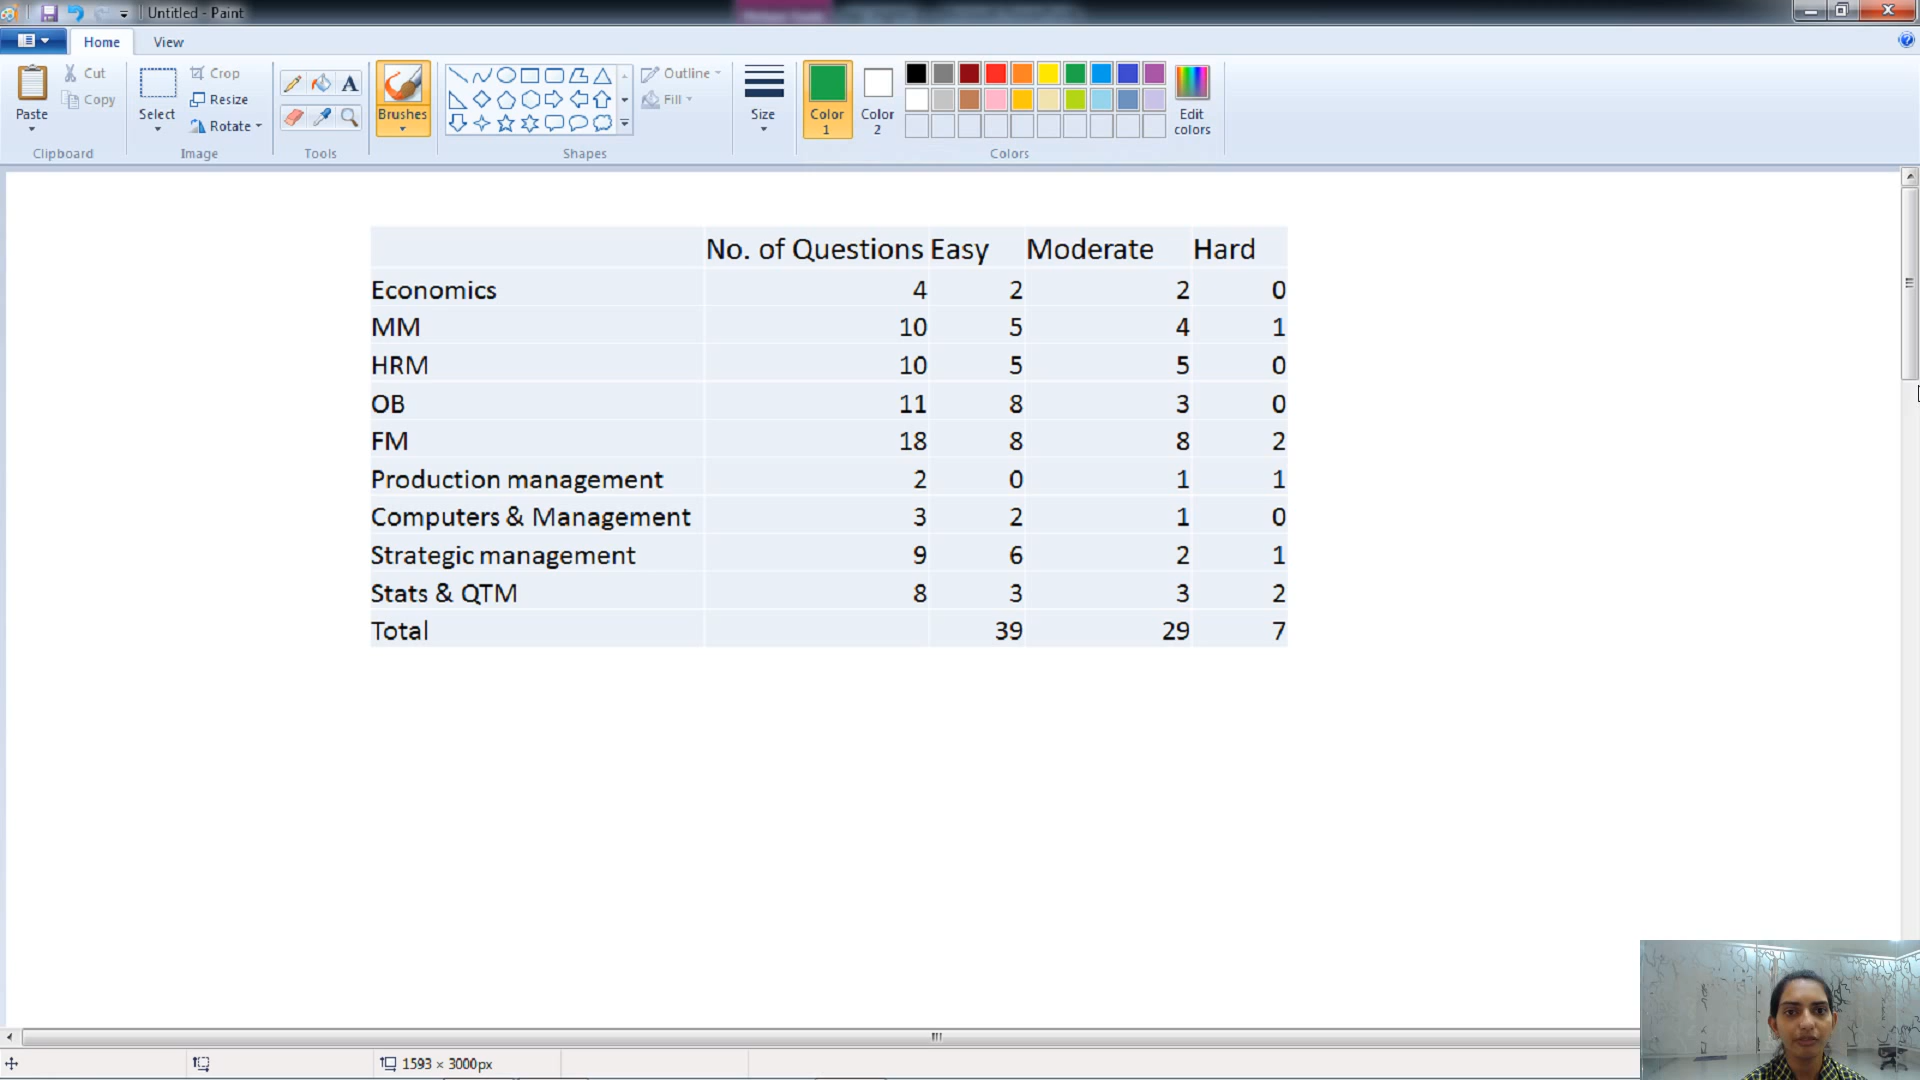 Untitled - Paint
Home View
Paste
Cut
Copy
Clipboard
Select
Crop
Resize
Rotate
Image
A
Tools
Brushes
Shapes
Outline
Fill
Size
Color 1
Color 2
Edit colors
Colors
No. of Questions Easy Moderate Hard
Economics 4 2 2 0
MM 10 5 4 1
HRM 10 5 5 0
OB 11 8 3 0
FM 18 8 8 2
Production management 2 0 1 1
Computers & Management 3 2 1 0
Strategic management 9 6 2 1
Stats & QTM 8 3 3 2
Total 39 29 7
1593 × 3000px